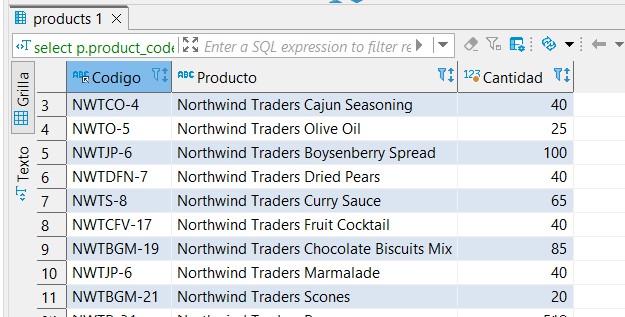 products 1
select p.product_code Enter a SQL expression to filter re
Grilla
Texto
ABC Codigo ABC Producto 123 Cantidad
3 NWTCO-4 Northwind Traders Cajun Seasoning 40
4 NWTO-5 Northwind Traders Olive Oil 25
5 NWTJP-6 Northwind Traders Boysenberry Spread 100
6 NWTDFN-7 Northwind Traders Dried Pears 40
7 NWTS-8 Northwind Traders Curry Sauce 65
8 NWTCFV-17 Northwind Traders Fruit Cocktail 40
9 NWTBGM-19 Northwind Traders Chocolate Biscuits Mix 85
10 NWTJP-6 Northwind Traders Marmalade 40
11 NWTBGM-21 Northwind Traders Scones 20